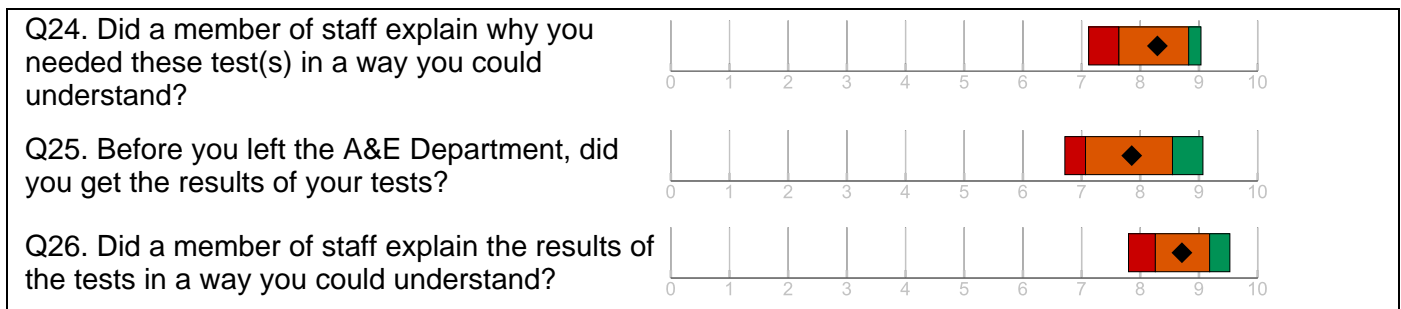 Q24. Did a member of staff explain why you
needed these test(s) in a way you could
understand?
0 1 2 3 4 5 6 7 8 9 10
Q25. Before you left the A&E Department, did
you get the results of your tests?
0 1 2 3 4 5 6 7 8 9 10
Q26. Did a member of staff explain the results of
the tests in a way you could understand?
0 1 2 3 4 5 6 7 8 9 10